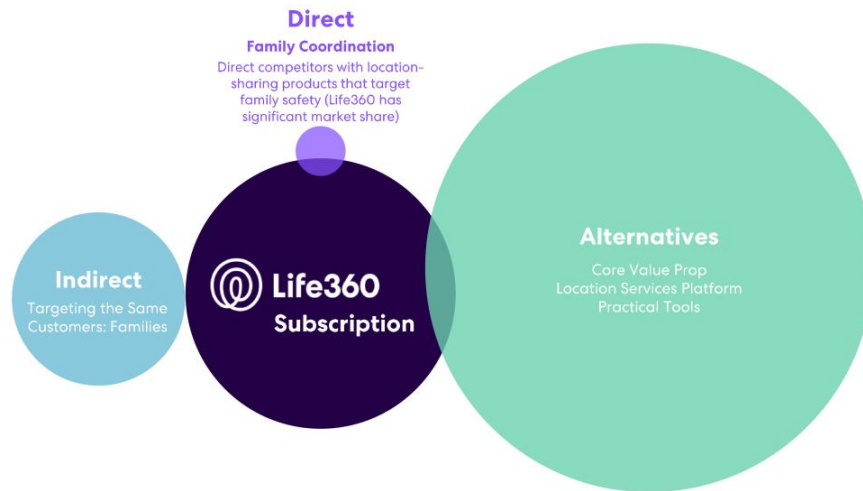 Direct
Family Coordination
Direct competitors with location-
sharing products that target
family safety (Life360 has
significant market share)
Indirect
Targeting the Same
Customers: Families
Life360
Subscription
Alternatives
Core Value Prop
Location Services Platform
Practical Tools